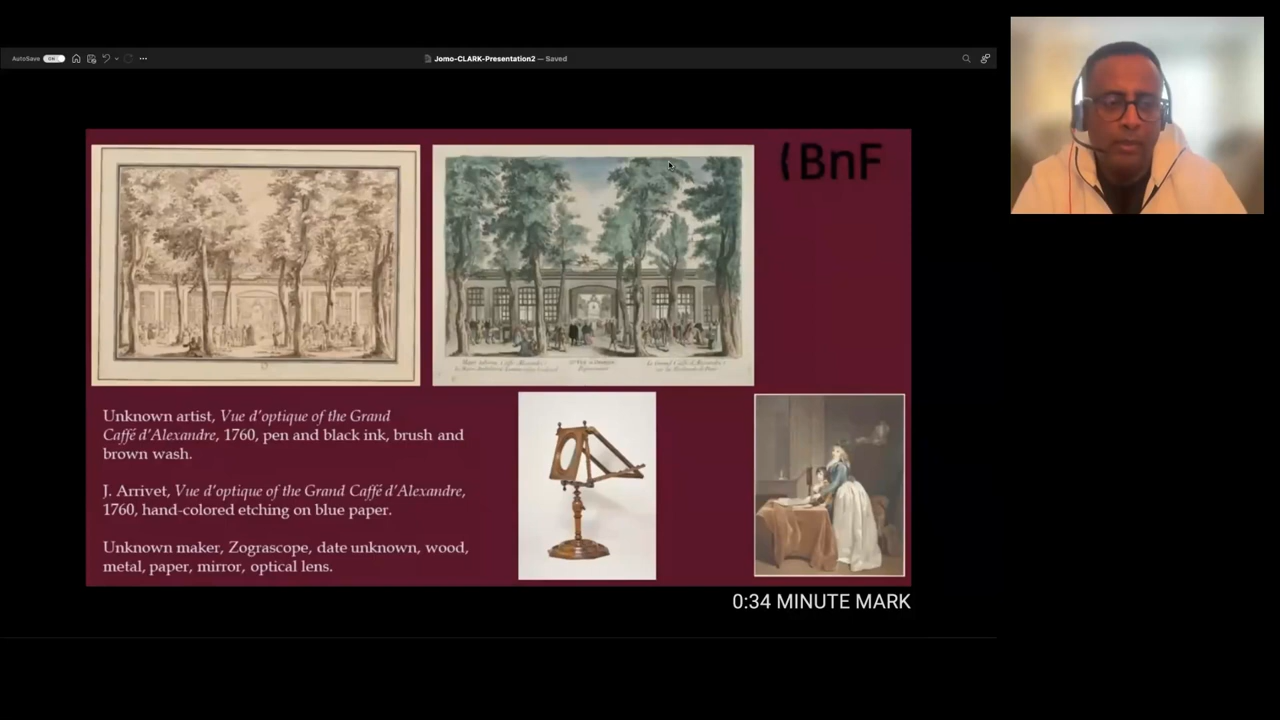 AutoSave ON
Jomo-CLARK-Presentation2 — Saved
(BnF
Unknown artist, Vue d'optique of the Grand
Caffé d'Alexandre, 1760, pen and black ink, brush and
brown wash.
J. Arrivet, Vue d'optique of the Grand Caffé d'Alexandre,
1760, hand-colored etching on blue paper.
Unknown maker, Zograscope, date unknown, wood,
metal, paper, mirror, optical lens.
0:34 MINUTE MARK